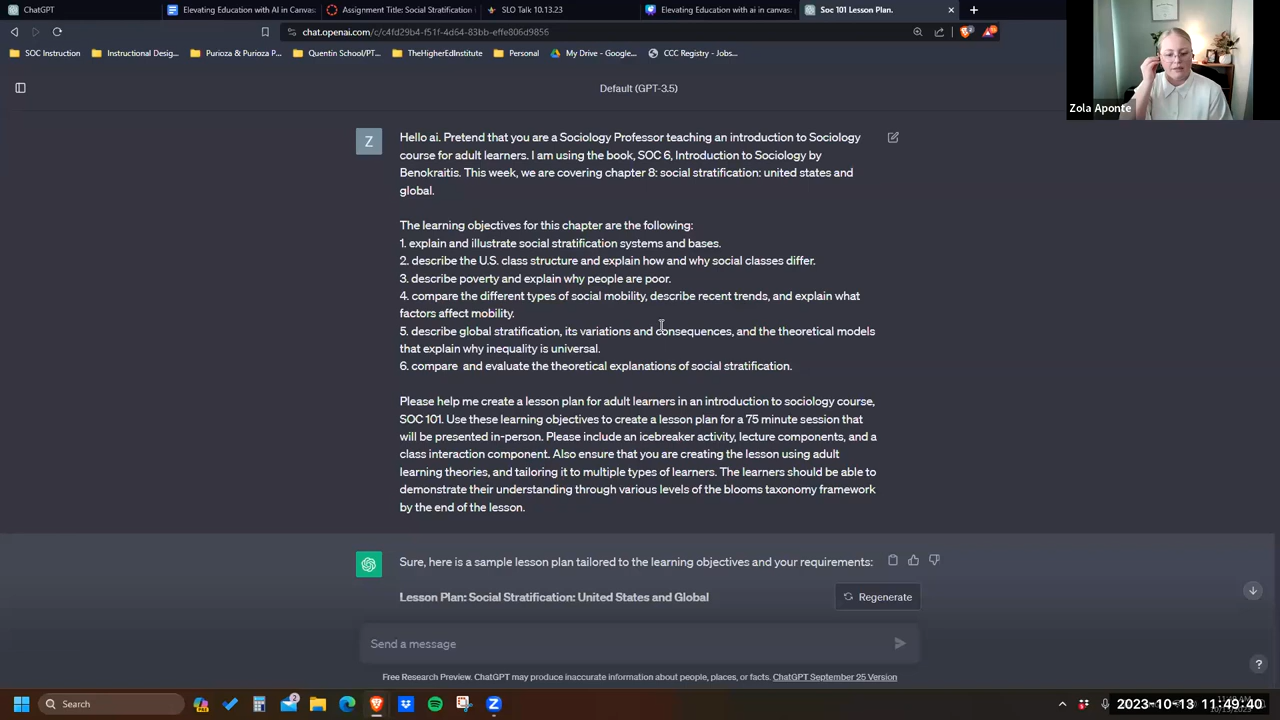 ChatGPT
Elevating Education with AI in Canvas
Assignment Title: Social Stratification
SLO Talk 10.13.23
Elevating Education with ai in canvas:
Soc 101 Lesson Plan.
chat.openai.com/c/c4fd29b4-f51f-4d64-83bb-effe806d9856
SOC Instruction
Instructional Desig...
Purioza & Purioza P...
Quentin School/PT...
TheHigherEdInstitute
Personal
My Drive - Google...
CCC Registry - Jobs...
Zola Aponte
Default (GPT-3.5)
Z
Hello ai. Pretend that you are a Sociology Professor teaching an introduction to Sociology
course for adult learners. I am using the book, SOC 6, Introduction to Sociology by
Benokraitis. This week, we are covering chapter 8: social stratification: united states and
global.
The learning objectives for this chapter are the following:
1. explain and illustrate social stratification systems and bases.
2. describe the U.S. class structure and explain how and why social classes differ.
3. describe poverty and explain why people are poor.
4. compare the different types of social mobility, describe recent trends, and explain what
factors affect mobility.
5. describe global stratification, its variations and consequences, and the theoretical models
that explain why inequality is universal.
6. compare  and evaluate the theoretical explanations of social stratification.
Please help me create a lesson plan for adult learners in an introduction to sociology course,
SOC 101. Use these learning objectives to create a lesson plan for a 75 minute session that
will be presented in-person. Please include an icebreaker activity, lecture components, and a
class interaction component. Also ensure that you are creating the lesson using adult
learning theories, and tailoring it to multiple types of learners. The learners should be able to
demonstrate their understanding through various levels of the blooms taxonomy framework
by the end of the lesson.
Sure, here is a sample lesson plan tailored to the learning objectives and your requirements:
Lesson Plan: Social Stratification: United States and Global
Regenerate
Send a message
Free Research Preview. ChatGPT may produce inaccurate information about people, places, or facts. ChatGPT September 25 Version
?
Search
2023-10-13 11:49:40